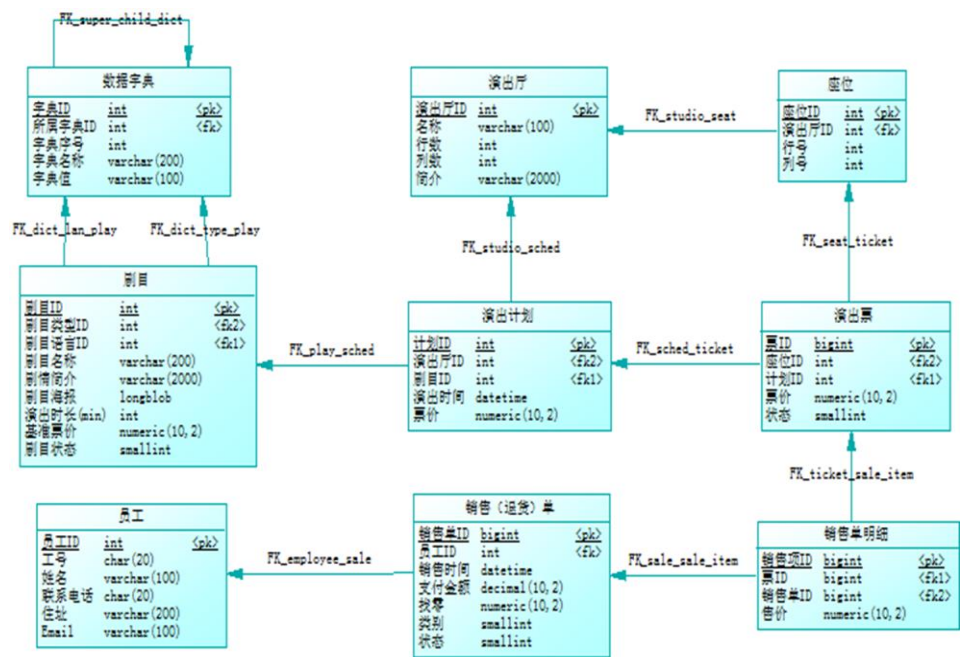 FK_super_child_dict
数据字典
字典ID int <pk>
所属字典ID int <fk>
字典序号 int
字典名称 varchar(200)
字典值 varchar(100)
演出厅
演出厅ID int <pk>
名称 varchar(100)
行数 int
列数 int
简介 varchar(2000)
FK_studio_seat
座位
座位ID int <pk>
演出厅ID int <fk>
行号 int
列号 int
FK_dict_lan_play
FK_dict_type_play
FK_studio_sched
FK_seat_ticket
剧目
剧目ID int <pk>
剧目类型ID int <fk2>
剧目语言ID int <fk1>
剧目名称 varchar(200)
剧情简介 varchar(2000)
剧目海报 longblob
演出时长(min) int
基准票价 numeric(10,2)
剧目状态 smallint
FK_play_sched
演出计划
计划ID int <pk>
演出厅ID int <fk2>
剧目ID int <fk1>
演出时间 datetime
票价 numeric(10,2)
FK_sched_ticket
演出票
票ID bigint <pk>
座位ID int <fk2>
计划ID int <fk1>
票价 numeric(10,2)
状态 smallint
FK_ticket_sale_item
员工
员工ID int <pk>
工号 char(20)
姓名 varchar(100)
联系电话 char(20)
住址 varchar(200)
Email varchar(100)
FK_employee_sale
销售（退货）单
销售单ID bigint <pk>
员工ID int <fk>
销售时间 datetime
支付金额 decimal(10,2)
找零 numeric(10,2)
类别 smallint
状态 smallint
FK_sale_sale_item
销售单明细
销售项ID bigint <pk>
票ID bigint <fk1>
销售单ID bigint <fk2>
售价 numeric(10,2)